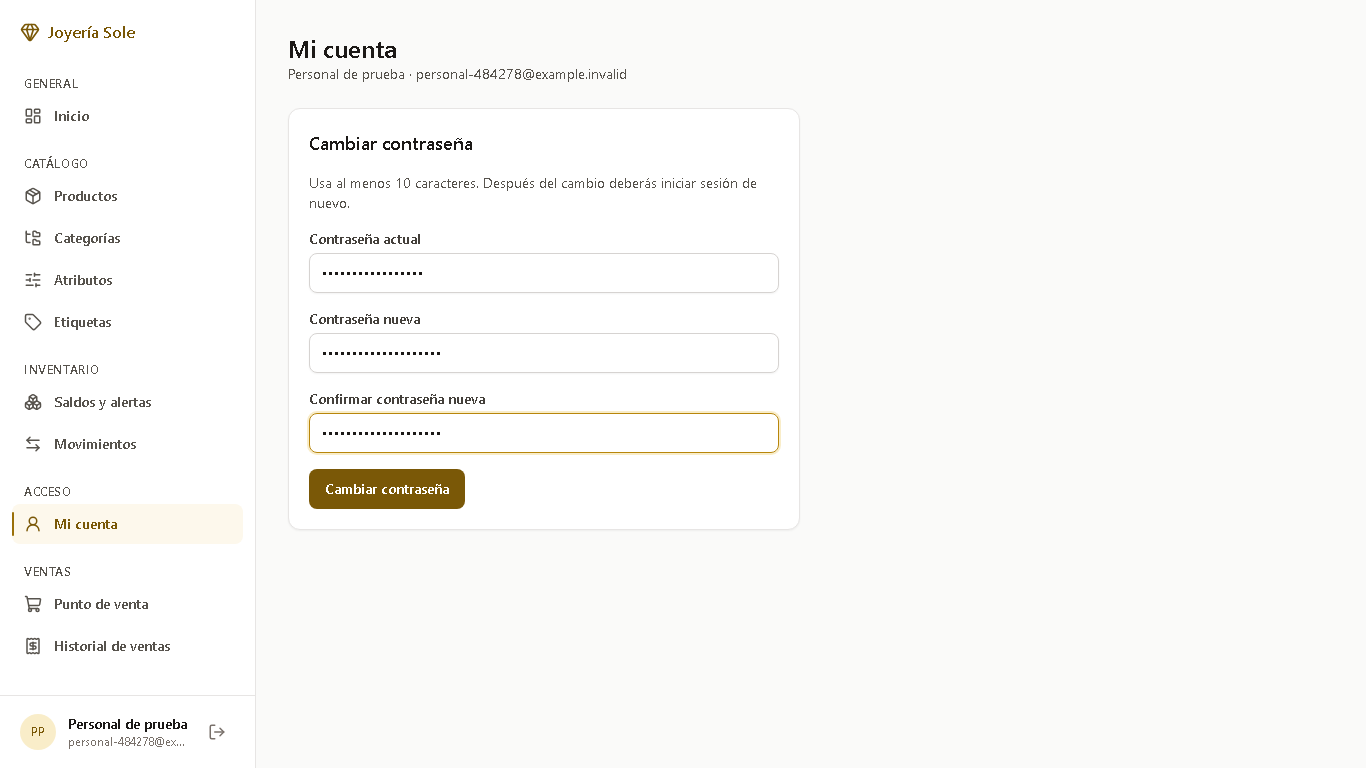 Joyería Sole
GENERAL
Inicio
CATÁLOGO
Productos
Categorías
Atributos
Etiquetas
INVENTARIO
Saldos y alertas
Movimientos
ACCESO
Mi cuenta
VENTAS
Punto de venta
Historial de ventas
PP
Personal de prueba
personal-484278@ex...
Mi cuenta
Personal de prueba · personal-484278@example.invalid
Cambiar contraseña
Usa al menos 10 caracteres. Después del cambio deberás iniciar sesión de
nuevo.
Contraseña actual
•••••••••••••••••
Contraseña nueva
••••••••••••••••••••
Confirmar contraseña nueva
••••••••••••••••••••
Cambiar contraseña